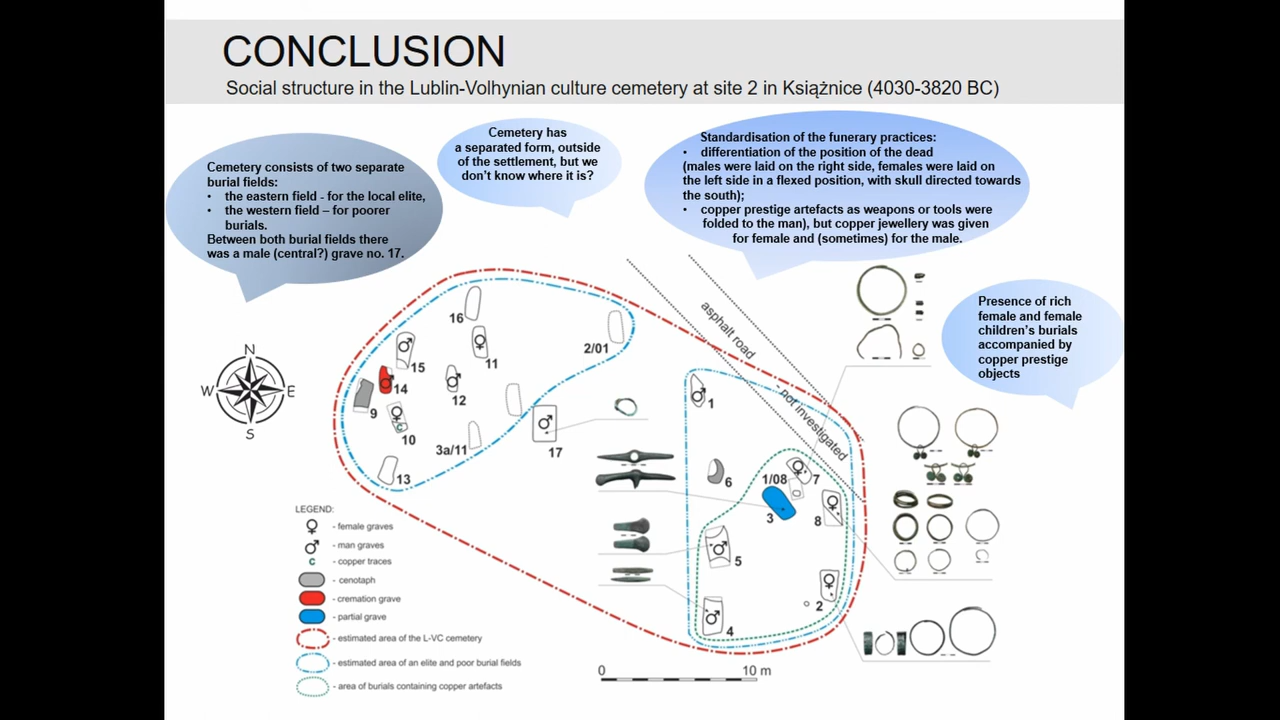 CONCLUSION
Social structure in the Lublin-Volhynian culture cemetery at site 2 in Książnice (4030-3820 BC)
Cemetery consists of two separate
burial fields:
• the eastern field - for the local elite,
• the western field – for poorer
burials.
Between both burial fields there
was a male (central?) grave no. 17.
Cemetery has
a separated form, outside
of the settlement, but we
don't know where it is?
Standardisation of the funerary practices:
• differentiation of the position of the dead
(males were laid on the right side, females were laid on
the left side in a flexed position, with skull directed towards
the south);
• copper prestige artefacts as weapons or tools were
folded to the man), but copper jewellery was given
for female and (sometimes) for the male.
Presence of rich
female and female
children's burials
accompanied by
copper prestige
objects
N
W
E
S
16
15
11
2/01
14
12
9
10
c
3a/11
17
13
asphalt road
- not investigated
1
6
1/08
7
3
8
5
2
4
LEGEND:
♀ - female graves
♂ - man graves
c - copper traces
- cenotaph
- cremation grave
- partial grave
- estimated area of the L-VC cemetery
- estimated area of an elite and poor burial fields
- area of burials containing copper artefacts
0 10 m